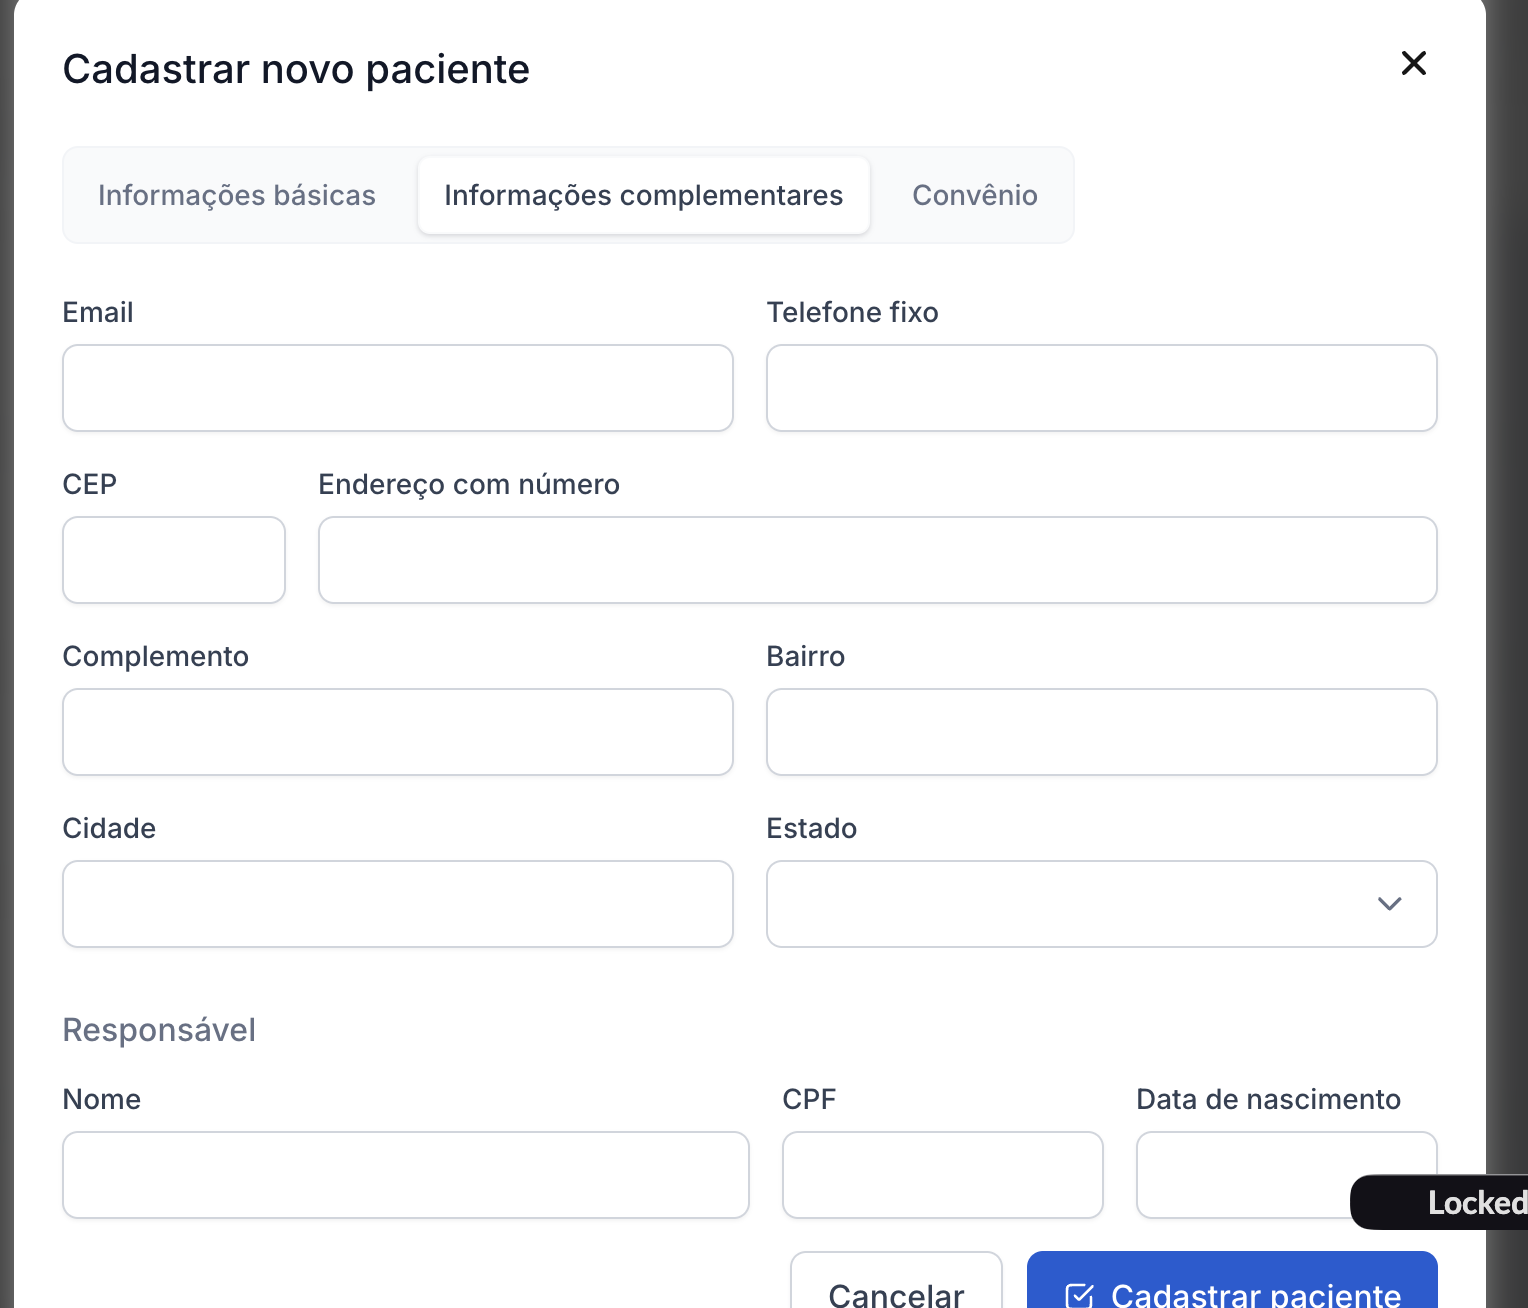 Cadastrar novo paciente
Informações básicas
Informações complementares
Convênio
Email
Telefone fixo
CEP
Endereço com número
Complemento
Bairro
Cidade
Estado
Responsável
Nome
CPF
Data de nascimento
Locked
Cancelar
Cadastrar paciente